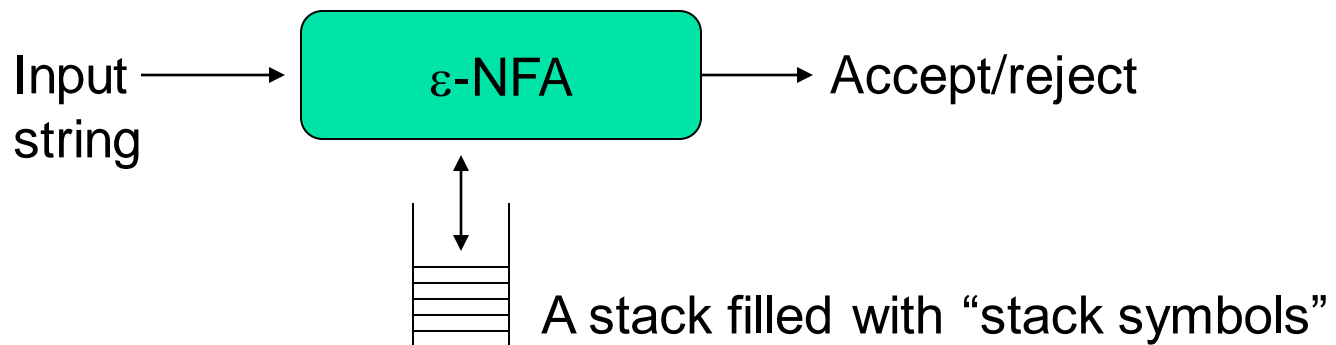 Input
string
ε-NFA
Accept/reject
A stack filled with “stack symbols”